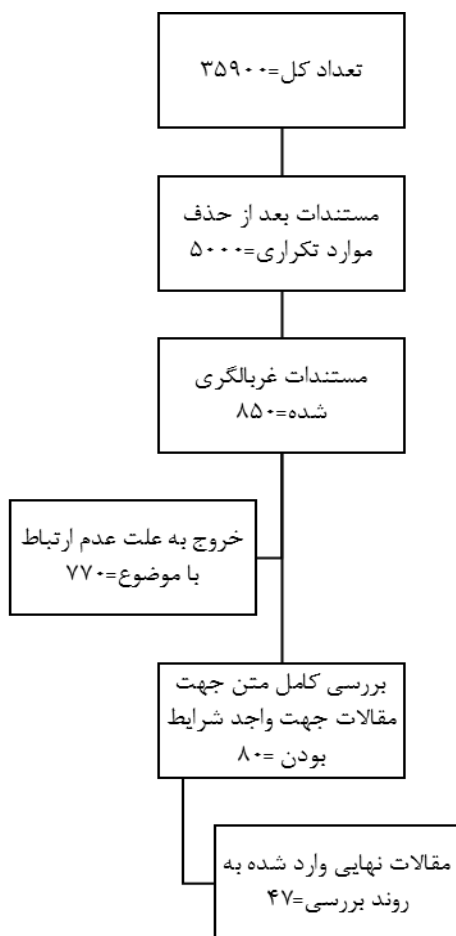 تعداد کل=۳۵۹۰۰
مستندات بعد از حذف
موارد تکراری=۵۰۰۰
مستندات غربالگری
شده=۸۵۰
خروج به علت عدم ارتباط
با موضوع=۷۷۰
بررسی کامل متن جهت
مقالات جهت واجد شرایط
بودن =۸۰
مقالات نهایی وارد شده به
روند بررسی=۴۷